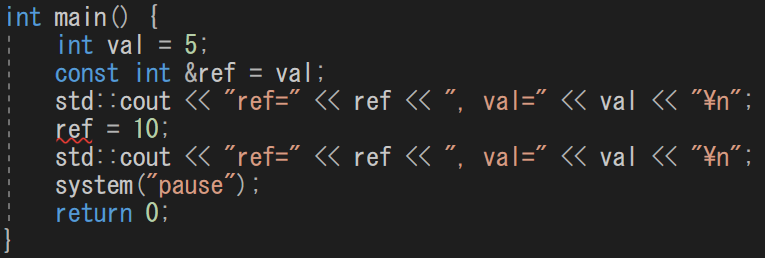 int main() {
    int val = 5;
    const int &ref = val;
    std::cout << "ref=" << ref << ", val=" << val << "¥n";
    ref = 10;
    std::cout << "ref=" << ref << ", val=" << val << "¥n";
    system("pause");
    return 0;
}